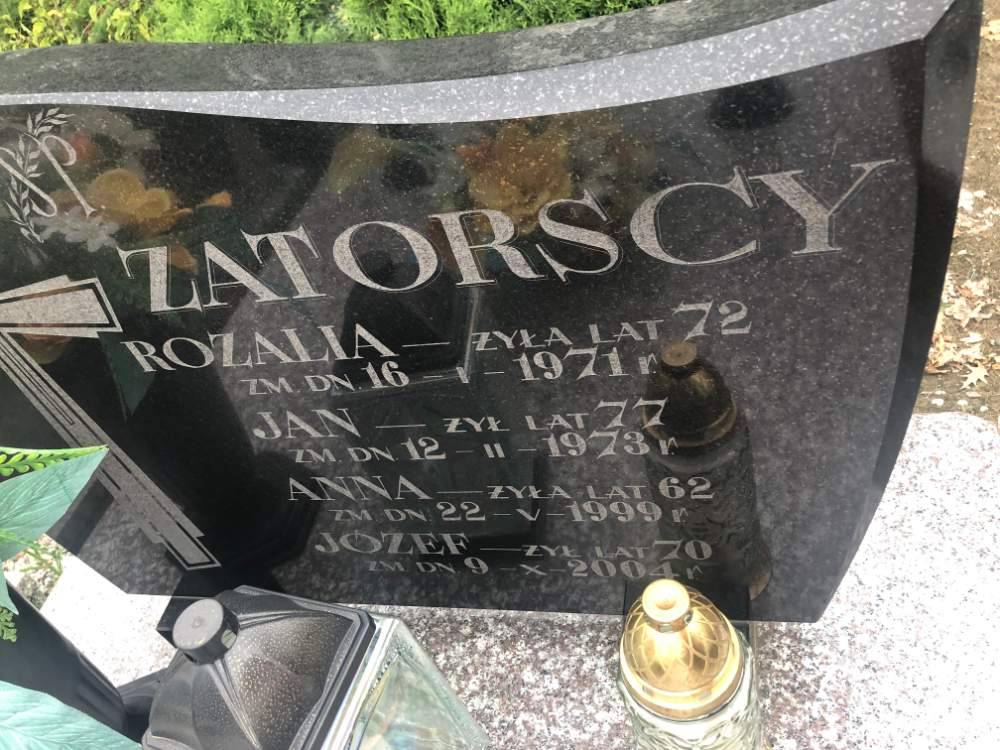 ŚP
ZATORSCY
ROZALIA — ŻYŁA LAT 72
ZM. DN. 16 - I - 1971 r.
JAN — ŻYŁ LAT 77
ZM. DN. 12 - II - 1973 r.
ANNA — ŻYŁA LAT 62
ZM. DN. 22 - V - 1999 r.
JÓZEF — ŻYŁ LAT 70
ZM. DN. 9 - X - 2004 r.